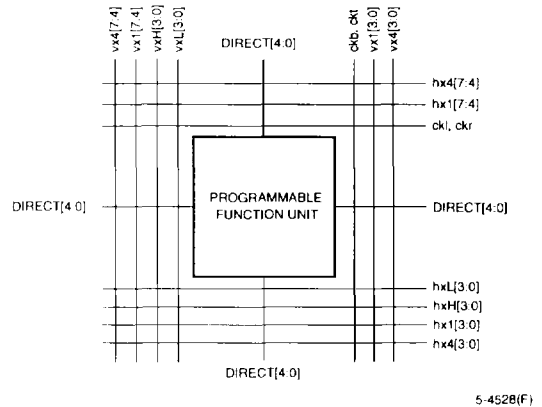 vx4[7:4]
vx1[7:4]
vxH[3:0]
vxL[3:0]
DIRECT[4:0]
ckb, ckt
vx1[3:0]
vx4[3:0]
hx4[7:4]
hx1[7:4]
ckl, ckr
PROGRAMMABLE
FUNCTION UNIT
DIRECT[4:0]
DIRECT[4:0]
hxL[3:0]
hxH[3:0]
hx1[3:0]
hx4[3:0]
DIRECT[4:0]
5-4528(F)